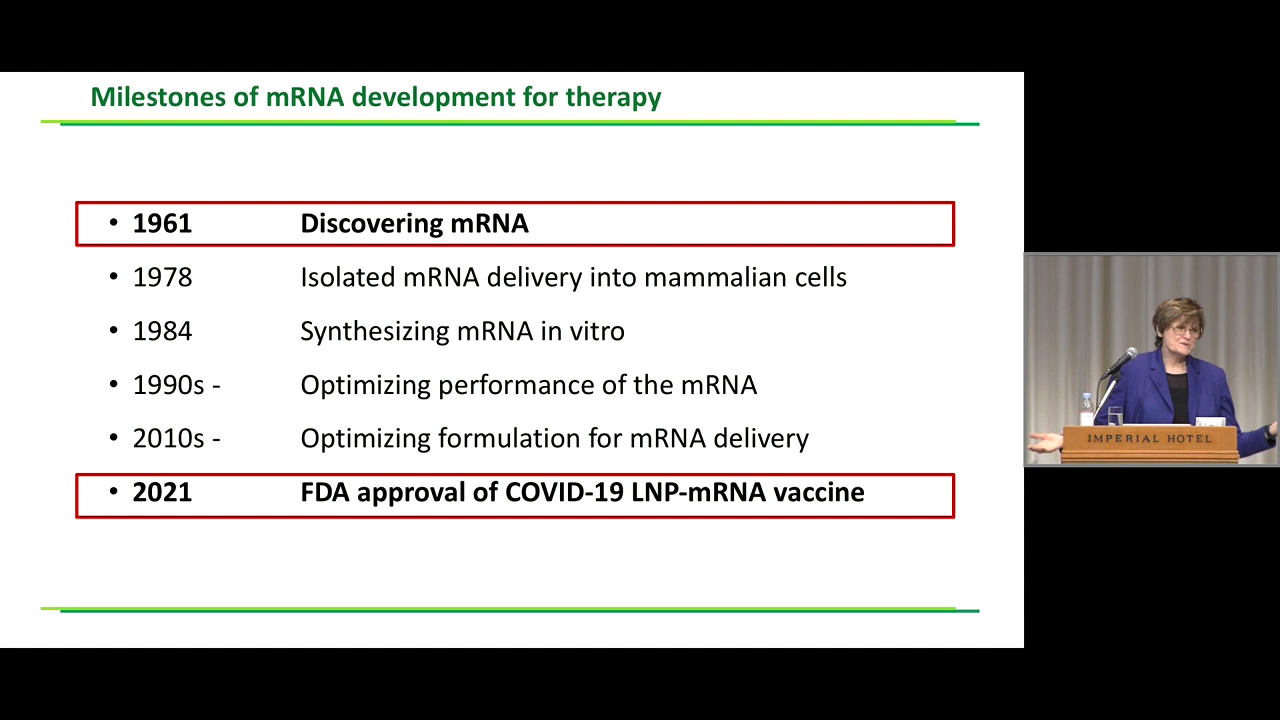 Milestones of mRNA development for therapy
• 1961 Discovering mRNA
• 1978 Isolated mRNA delivery into mammalian cells
• 1984 Synthesizing mRNA in vitro
• 1990s - Optimizing performance of the mRNA
• 2010s - Optimizing formulation for mRNA delivery
• 2021 FDA approval of COVID-19 LNP-mRNA vaccine
IMPERIAL HOTEL